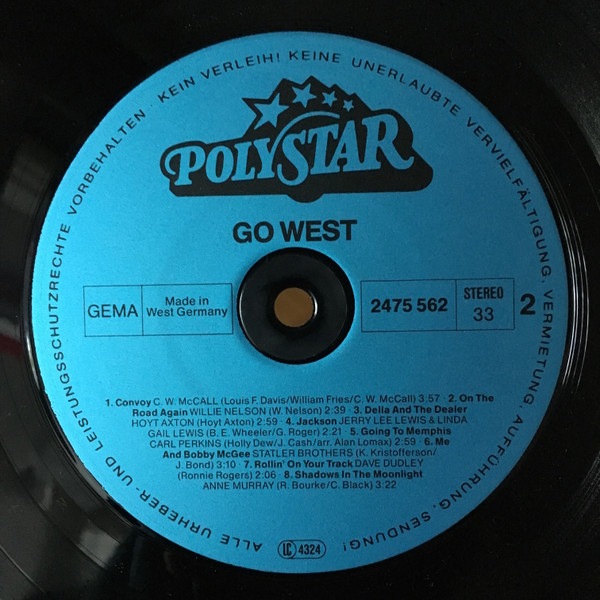 ALLE URHEBER- UND LEISTUNGSSCHUTZRECHTE VORBEHALTEN · KEIN VERLEIH! KEINE UNERLAUBTE VERVIELFÄLTIGUNG, VERMIETUNG, AUFFÜHRUNG, SENDUNG!
POLYSTAR
GO WEST
GEMA
Made in
West Germany
2475 562
STEREO
33
2
1. Convoy C. W. McCALL (Louis F. Davis/William Fries/C. W. McCall) 3:57 · 2. On The
Road Again WILLIE NELSON (W. Nelson) 2:39 · 3. Della And The Dealer
HOYT AXTON (Hoyt Axton) 2:59 · 4. Jackson JERRY LEE LEWIS & LINDA
GAIL LEWIS (B. E. Wheeler/G. Roger) 2:21 · 5. Going To Memphis
CARL PERKINS (Holly Dew/J. Cash/arr. Alan Lomax) 2:59 · 6. Me
And Bobby McGee STATLER BROTHERS (K. Kristofferson/
J. Bond) 3:10 · 7. Rollin' On Your Track DAVE DUDLEY
(Ronnie Rogers) 2:06 · 8. Shadows In The Moonlight
ANNE MURRAY (R. Bourke/C. Black) 3:22
LC 4324